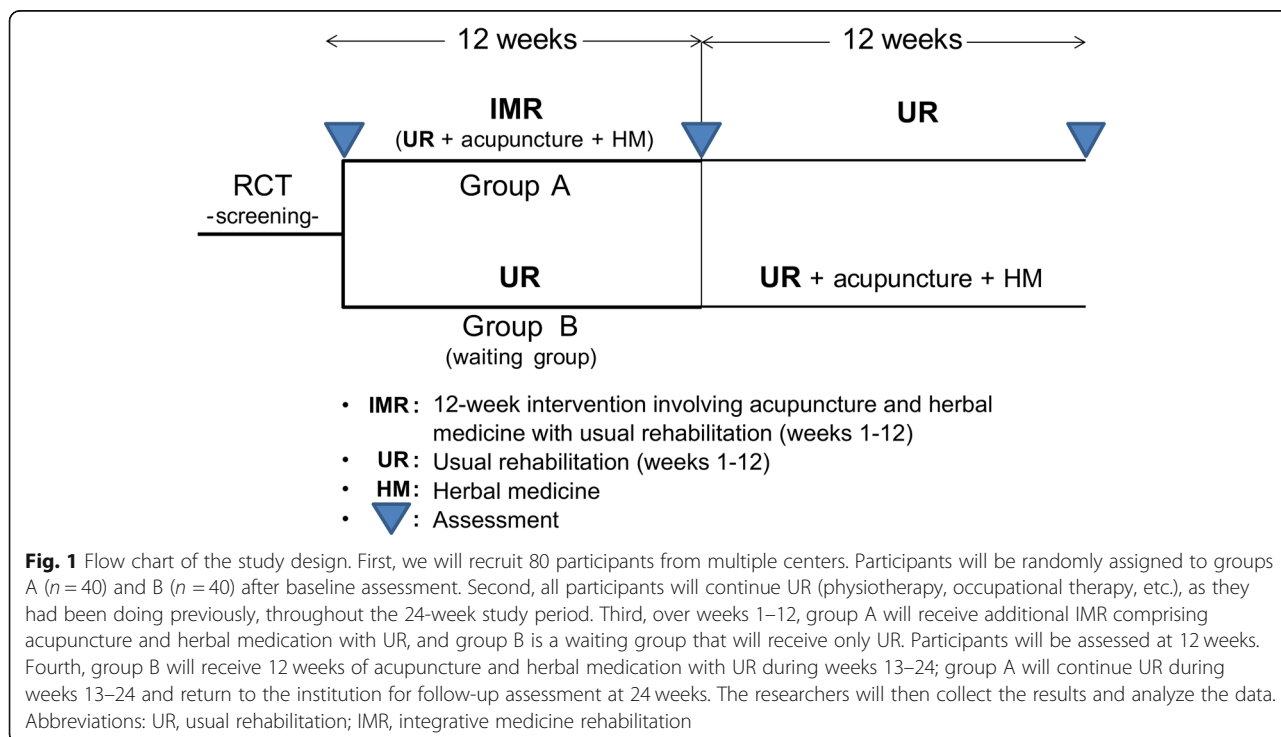 12 weeks 12 weeks
IMR
(UR + acupuncture + HM)
UR
Group A
RCT
-screening-
UR
UR + acupuncture + HM
Group B
(waiting group)
• IMR: 12-week intervention involving acupuncture and herbal
medicine with usual rehabilitation (weeks 1-12)
• UR: Usual rehabilitation (weeks 1-12)
• HM: Herbal medicine
• : Assessment
Fig. 1 Flow chart of the study design. First, we will recruit 80 participants from multiple centers. Participants will be randomly assigned to groups
A (n = 40) and B (n = 40) after baseline assessment. Second, all participants will continue UR (physiotherapy, occupational therapy, etc.), as they
had been doing previously, throughout the 24-week study period. Third, over weeks 1–12, group A will receive additional IMR comprising
acupuncture and herbal medication with UR, and group B is a waiting group that will receive only UR. Participants will be assessed at 12 weeks.
Fourth, group B will receive 12 weeks of acupuncture and herbal medication with UR during weeks 13–24; group A will continue UR during
weeks 13–24 and return to the institution for follow-up assessment at 24 weeks. The researchers will then collect the results and analyze the data.
Abbreviations: UR, usual rehabilitation; IMR, integrative medicine rehabilitation